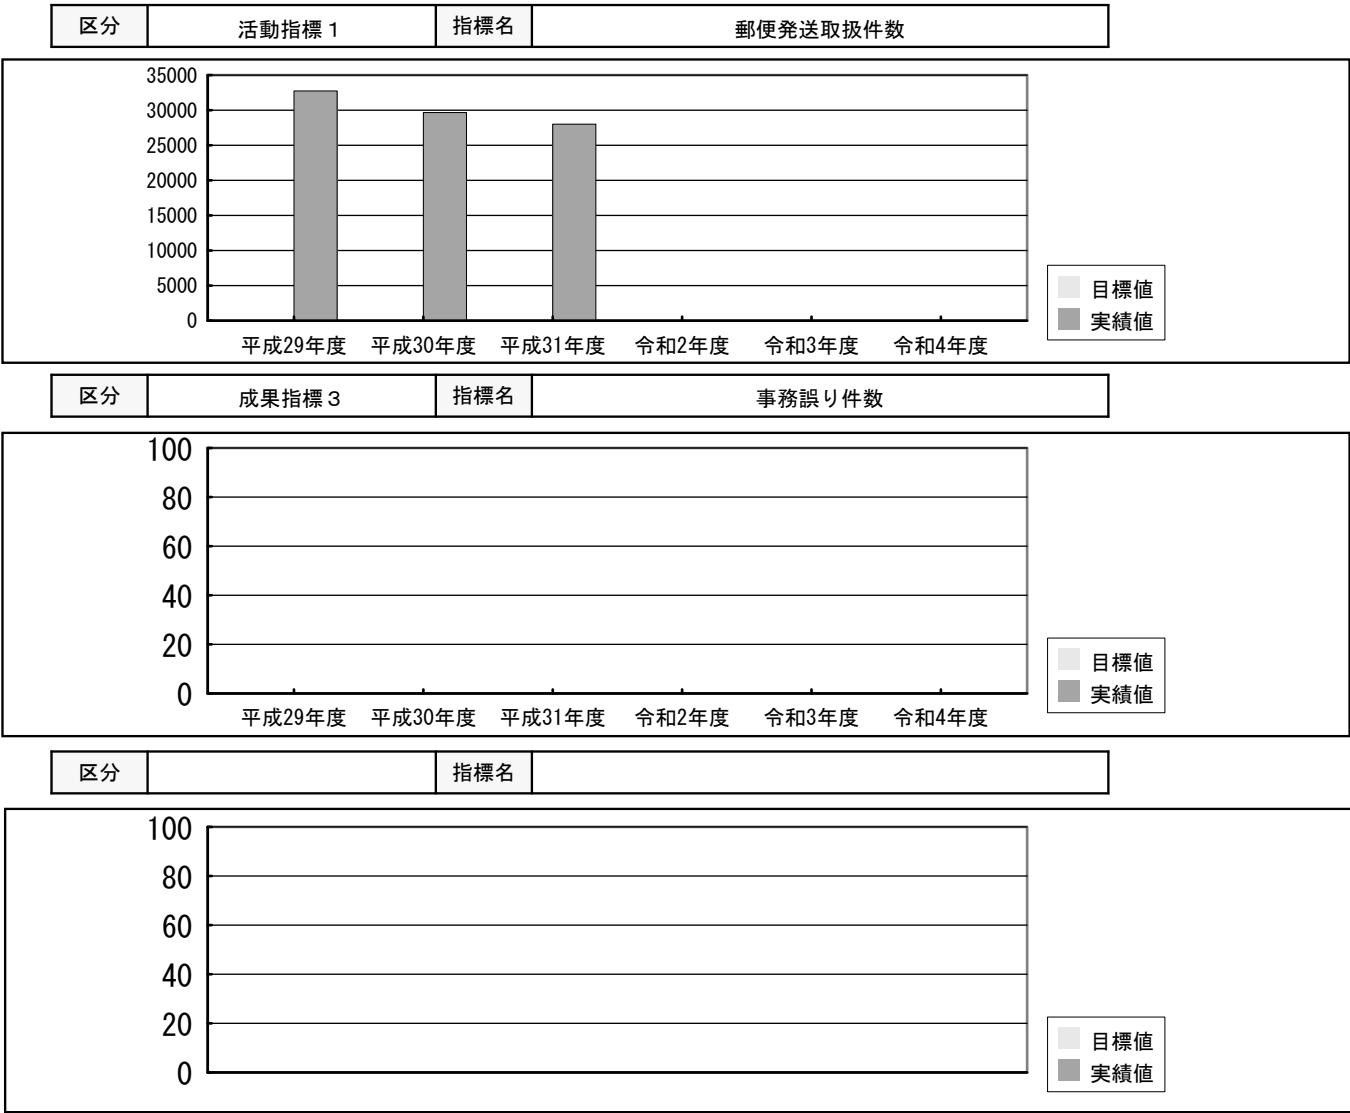 区分 活動指標１ 指標名 郵便発送取扱件数
35000
30000
25000
20000
15000
10000
5000
0
平成29年度 平成30年度 平成31年度 令和2年度 令和3年度 令和4年度
目標値
実績値
区分 成果指標３ 指標名 事務誤り件数
100
80
60
40
20
0
平成29年度 平成30年度 平成31年度 令和2年度 令和3年度 令和4年度
目標値
実績値
区分 指標名
100
80
60
40
20
0
目標値
実績値